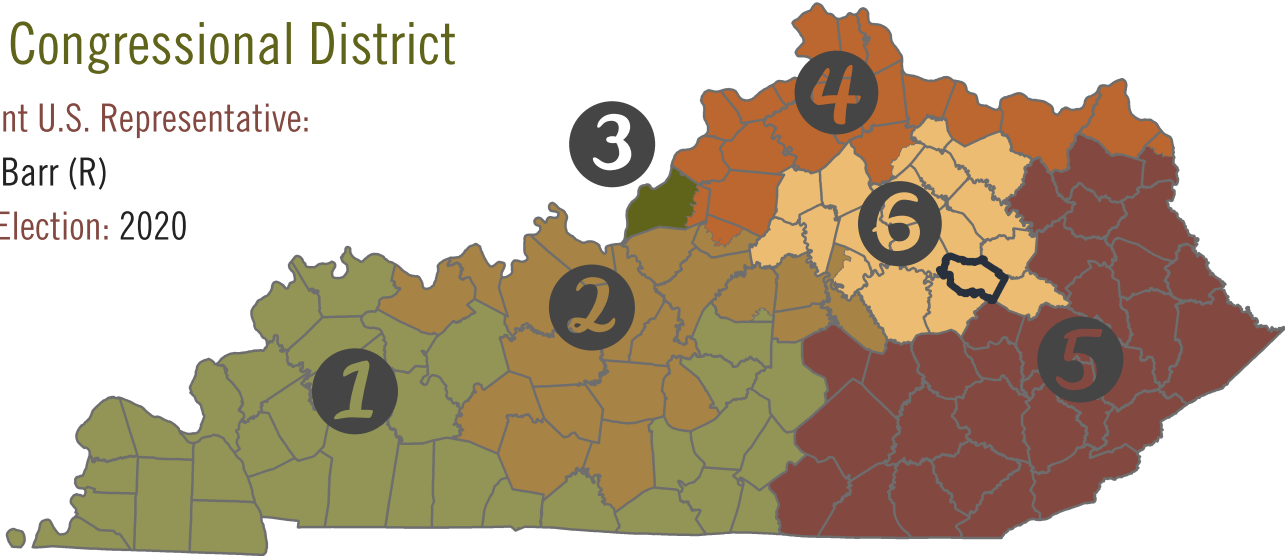 Congressional District
nt U.S. Representative:
Barr (R)
Election: 2020
4
3
6
2
5
1